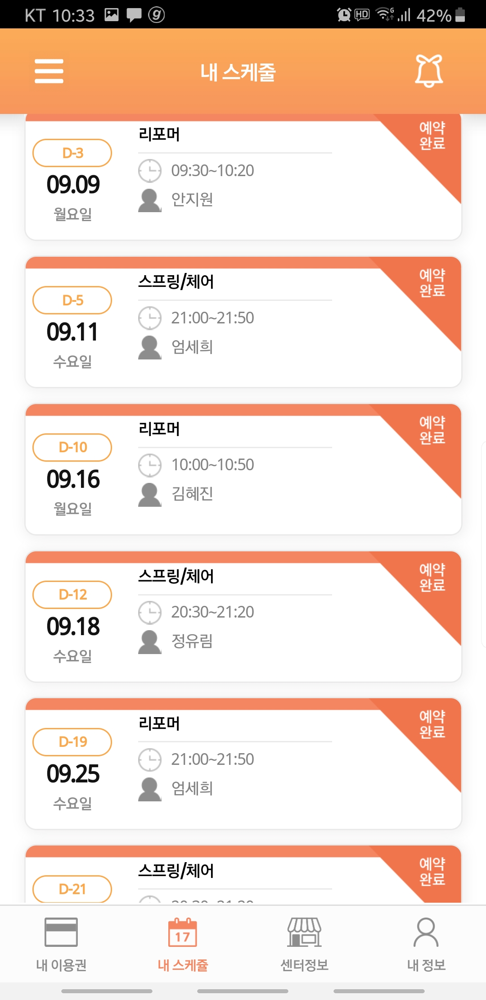 KT 10:33
HD 42%
내 스케줄
예약
완료
리포머
D-3
09.09
월요일
09:30~10:20
안지원
예약
완료
스프링/체어
D-5
09.11
수요일
21:00~21:50
엄세희
예약
완료
리포머
D-10
09.16
월요일
10:00~10:50
김혜진
예약
완료
스프링/체어
D-12
09.18
수요일
20:30~21:20
정유림
예약
완료
리포머
D-19
09.25
수요일
21:00~21:50
엄세희
예약
완료
스프링/체어
D-21
17
내 이용권
내 스케쥴
센터정보
내 정보